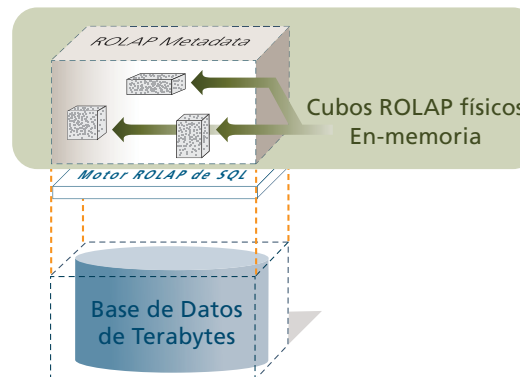 ROLAP Metadata
Cubos ROLAP físicos
En-memoria
Motor ROLAP de SQL
Base de Datos
de Terabytes